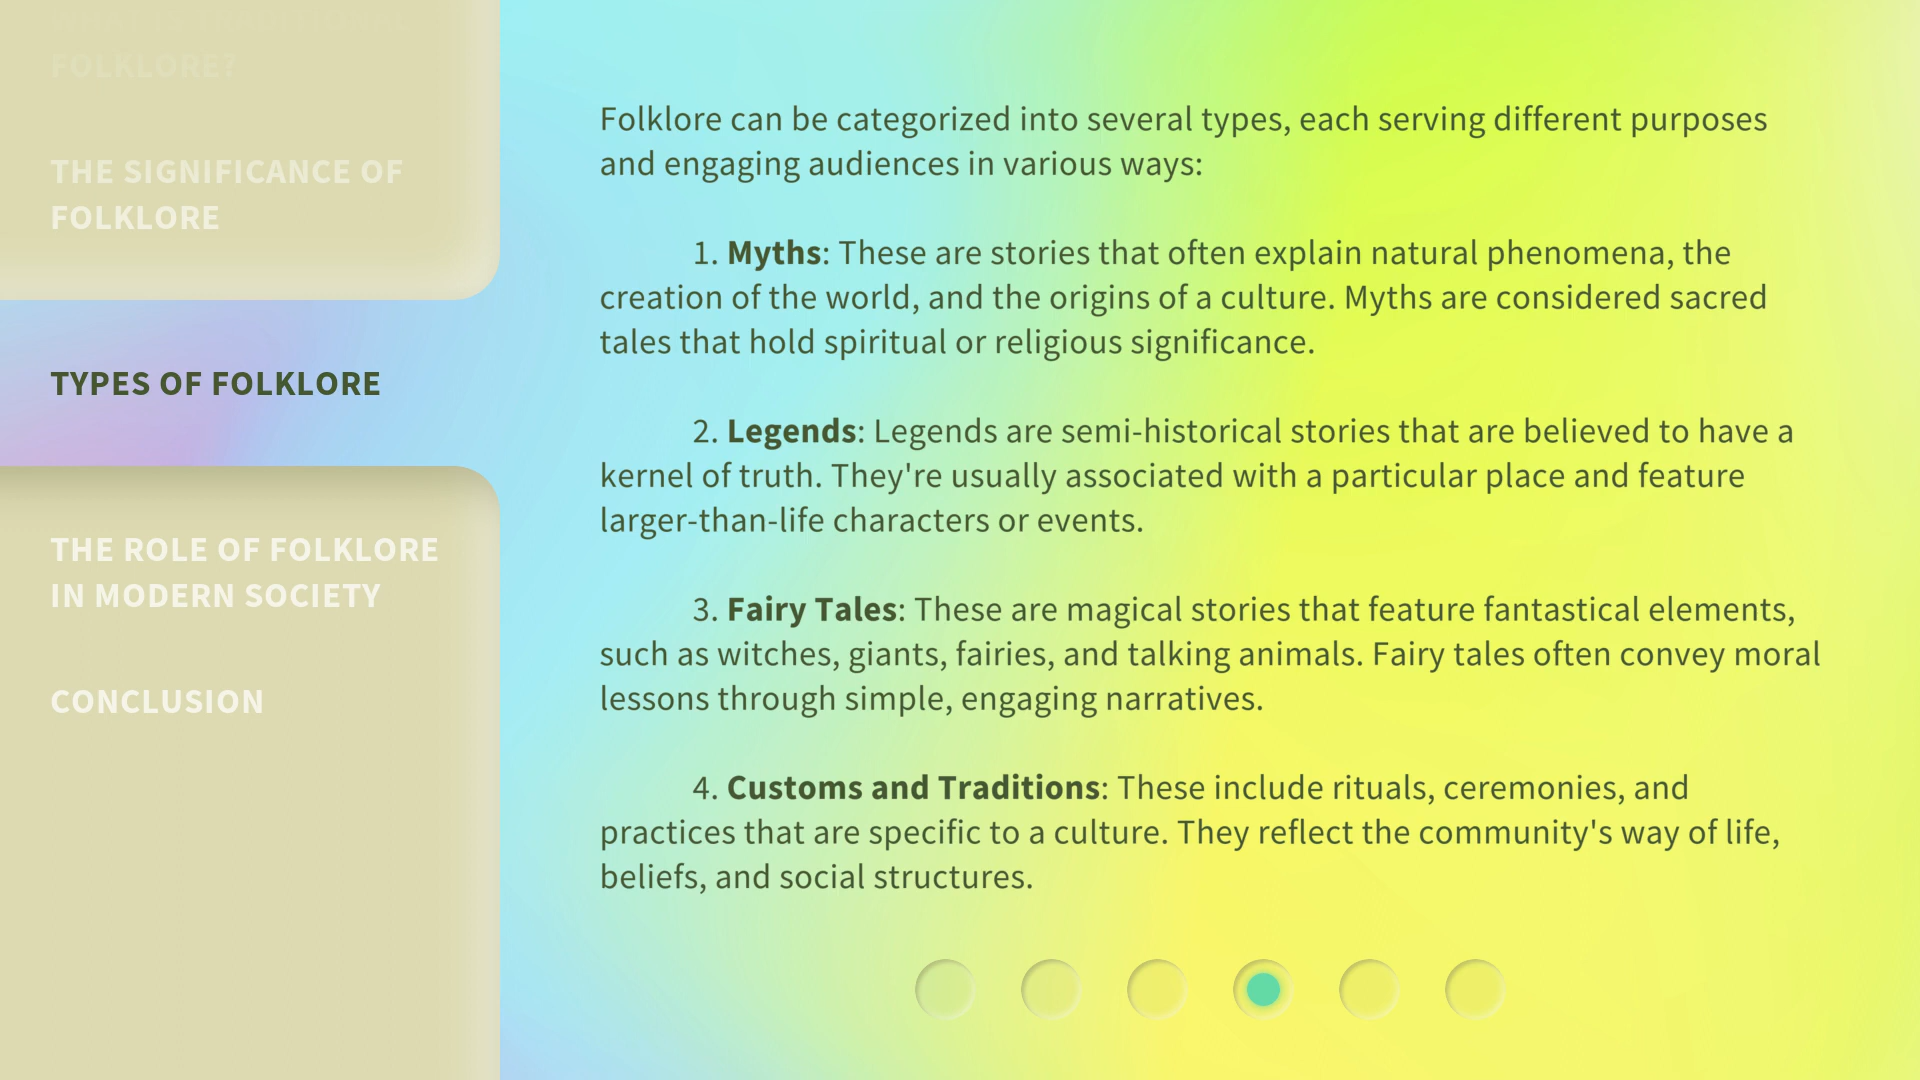 FOLKLORE?
THE SIGNIFICANCE OF
FOLKLORE
TYPES OF FOLKLORE
THE ROLE OF FOLKLORE
IN MODERN SOCIETY
CONCLUSION
Folklore can be categorized into several types, each serving different purposes
and engaging audiences in various ways:
1. Myths: These are stories that often explain natural phenomena, the
creation of the world, and the origins of a culture. Myths are considered sacred
tales that hold spiritual or religious significance.
2. Legends: Legends are semi-historical stories that are believed to have a
kernel of truth. They're usually associated with a particular place and feature
larger-than-life characters or events.
3. Fairy Tales: These are magical stories that feature fantastical elements,
such as witches, giants, fairies, and talking animals. Fairy tales often convey moral
lessons through simple, engaging narratives.
4. Customs and Traditions: These include rituals, ceremonies, and
practices that are specific to a culture. They reflect the community's way of life,
beliefs, and social structures.